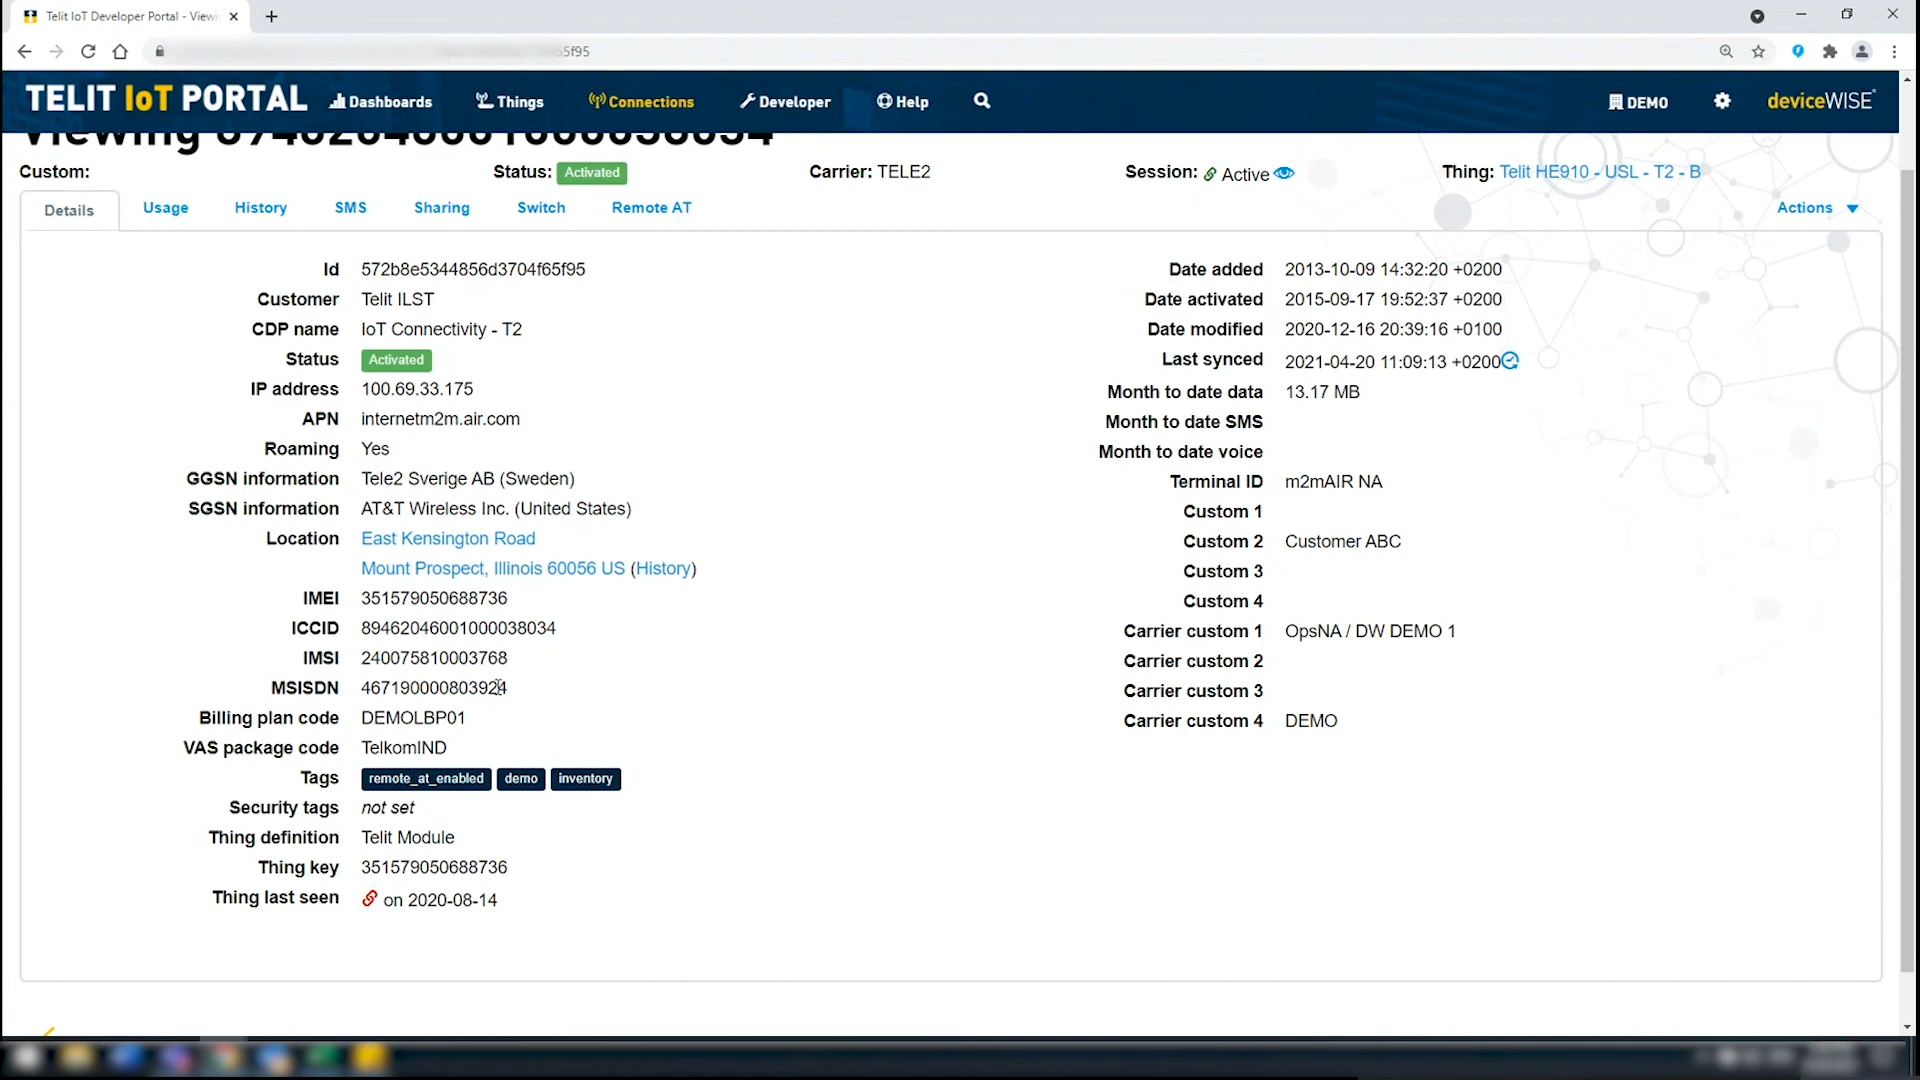 Telit IoT Developer Portal - Viewi
5f95
TELIT IoT PORTAL Dashboards Things Connections Developer Help DEMO deviceWISE
Viewing 89462046001000038034
Custom: Status: Activated Carrier: TELE2 Session: Active Thing: Telit HE910 - USL - T2 - B
Details Usage History SMS Sharing Switch Remote AT Actions
Id 572b8e5344856d3704f65f95
Customer Telit ILST
CDP name IoT Connectivity - T2
Status Activated
IP address 100.69.33.175
APN internetm2m.air.com
Roaming Yes
GGSN information Tele2 Sverige AB (Sweden)
SGSN information AT&T Wireless Inc. (United States)
Location East Kensington Road
Mount Prospect, Illinois 60056 US (History)
IMEI 351579050688736
ICCID 89462046001000038034
IMSI 240075810003768
MSISDN 467190000803924
Billing plan code DEMOLBP01
VAS package code TelkomIND
Tags remote_at_enabled demo inventory
Security tags not set
Thing definition Telit Module
Thing key 351579050688736
Thing last seen on 2020-08-14
Date added 2013-10-09 14:32:20 +0200
Date activated 2015-09-17 19:52:37 +0200
Date modified 2020-12-16 20:39:16 +0100
Last synced 2021-04-20 11:09:13 +0200
Month to date data 13.17 MB
Month to date SMS
Month to date voice
Terminal ID m2mAIR NA
Custom 1
Custom 2 Customer ABC
Custom 3
Custom 4
Carrier custom 1 OpsNA / DW DEMO 1
Carrier custom 2
Carrier custom 3
Carrier custom 4 DEMO